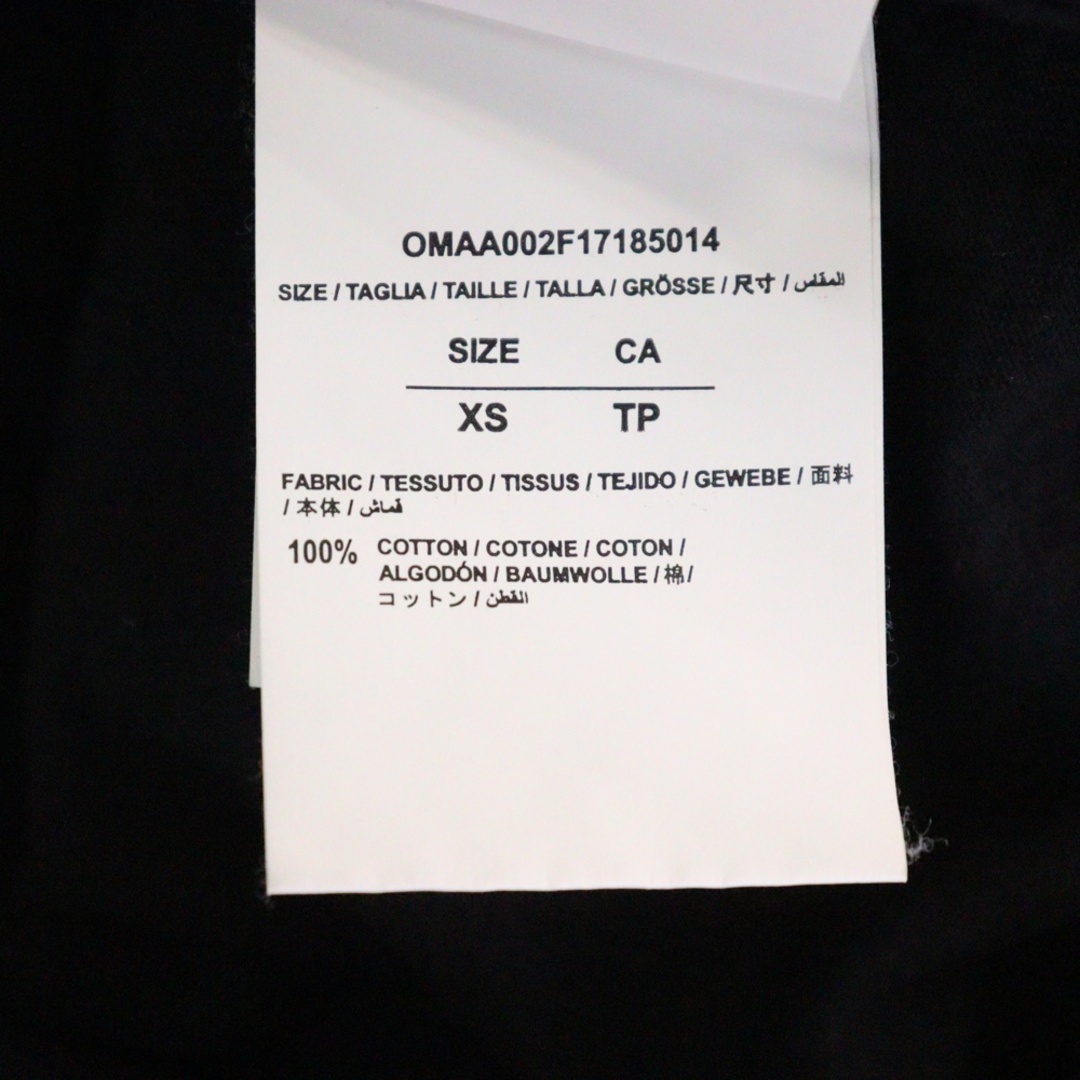 OMAA002F17185014
SIZE / TAGLIA / TAILLE / TALLA / GRÖSSE / 尺寸 / المقاس
SIZE CA
XS TP
FABRIC / TESSUTO / TISSUS / TEJIDO / GEWEBE / 面料
/ 本体 / قماش
100% COTTON / COTONE / COTON /
ALGODÓN / BAUMWOLLE / 棉/
コットン / القطن